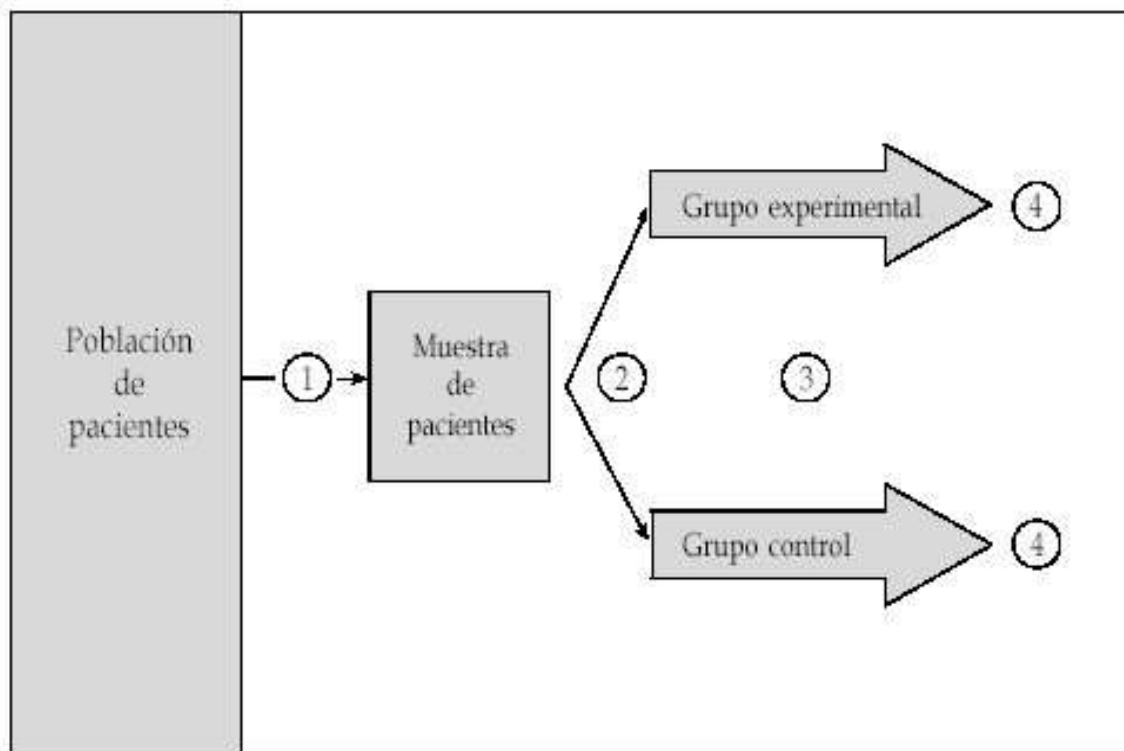 Población
de
pacientes
1
Muestra
de
pacientes
2
Grupo experimental
4
3
Grupo control
4